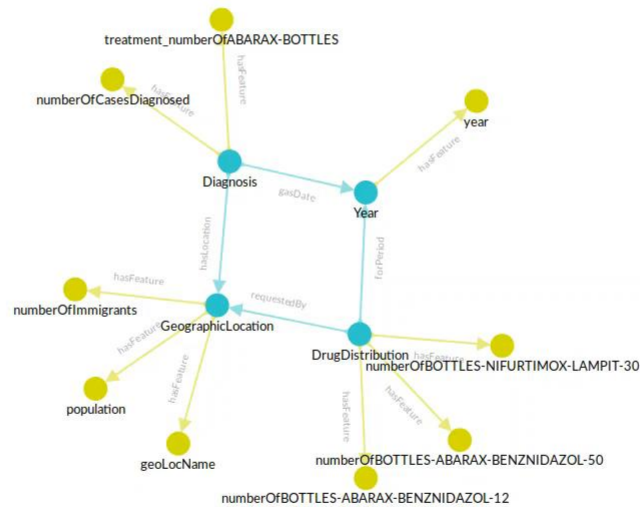 treatment_numberOfABARAX-BOTTLES
hasFeature
numberOfCasesDiagnosed
hasFeature
year
hasFeature
Diagnosis
gasDate
Year
hasLocation
forPeriod
hasFeature
requestedBy
numberOfImmigrants
GeographicLocation
hasFeature
DrugDistribution
hasFeature
numberOfBOTTLES-NIFURTIMOX-LAMPIT-30
hasFeature
hasFeature
hasFeature
population
geoLocName
numberOfBOTTLES-ABARAX-BENZNIDAZOL-50
numberOfBOTTLES-ABARAX-BENZNIDAZOL-12